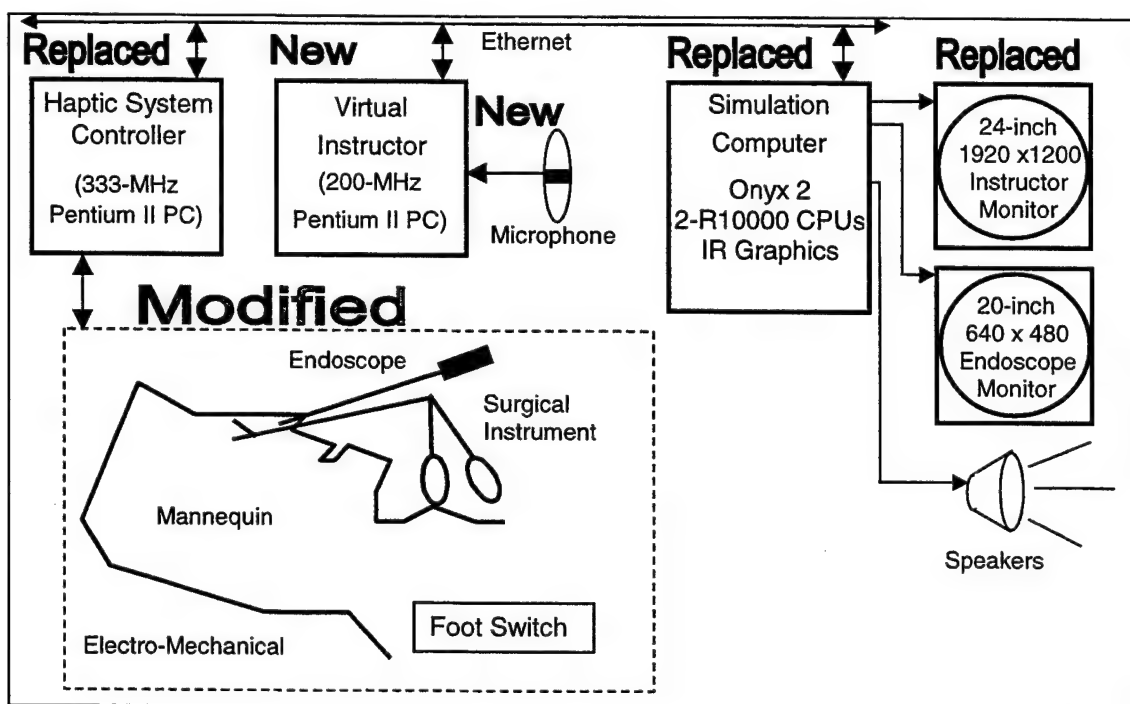 Ethernet
Replaced
Haptic System
Controller
(333-MHz
Pentium II PC)
New
Virtual
Instructor
(200-MHz
Pentium II PC)
New
Microphone
Replaced
Simulation
Computer
Onyx 2
2-R10000 CPUs
IR Graphics
Replaced
24-inch
1920 x1200
Instructor
Monitor
20-inch
640 x 480
Endoscope
Monitor
Speakers
Modified
Endoscope
Surgical
Instrument
Mannequin
Foot Switch
Electro-Mechanical